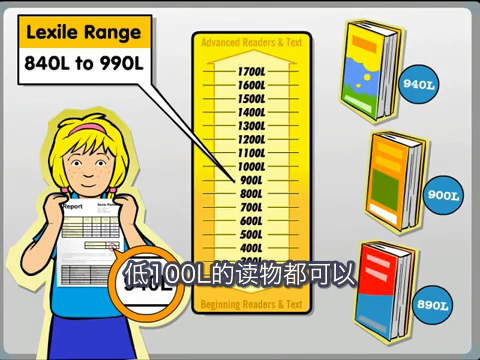 Lexile Range
840L to 990L
Advanced Readers & Text
1700L
1600L
1500L
1400L
1300L
1200L
1100L
1000L
900L
800L
700L
600L
500L
400L
Beginning Readers & Text
940L
900L
890L
Report
940L
低100L的读物都可以